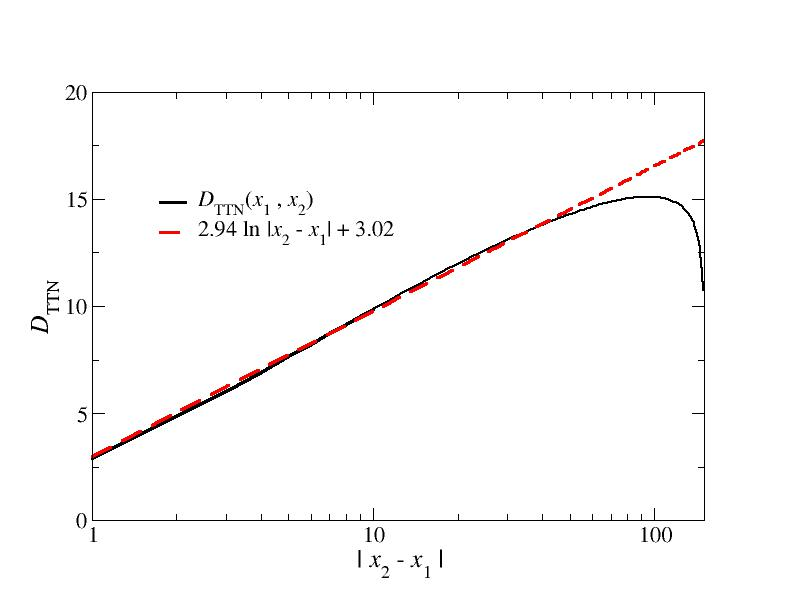 20
15
10
5
0
D_TTN
D_TTN(x_1 , x_2)
2.94 ln |x_2 - x_1| + 3.02
1
10
100
| x_2 - x_1 |